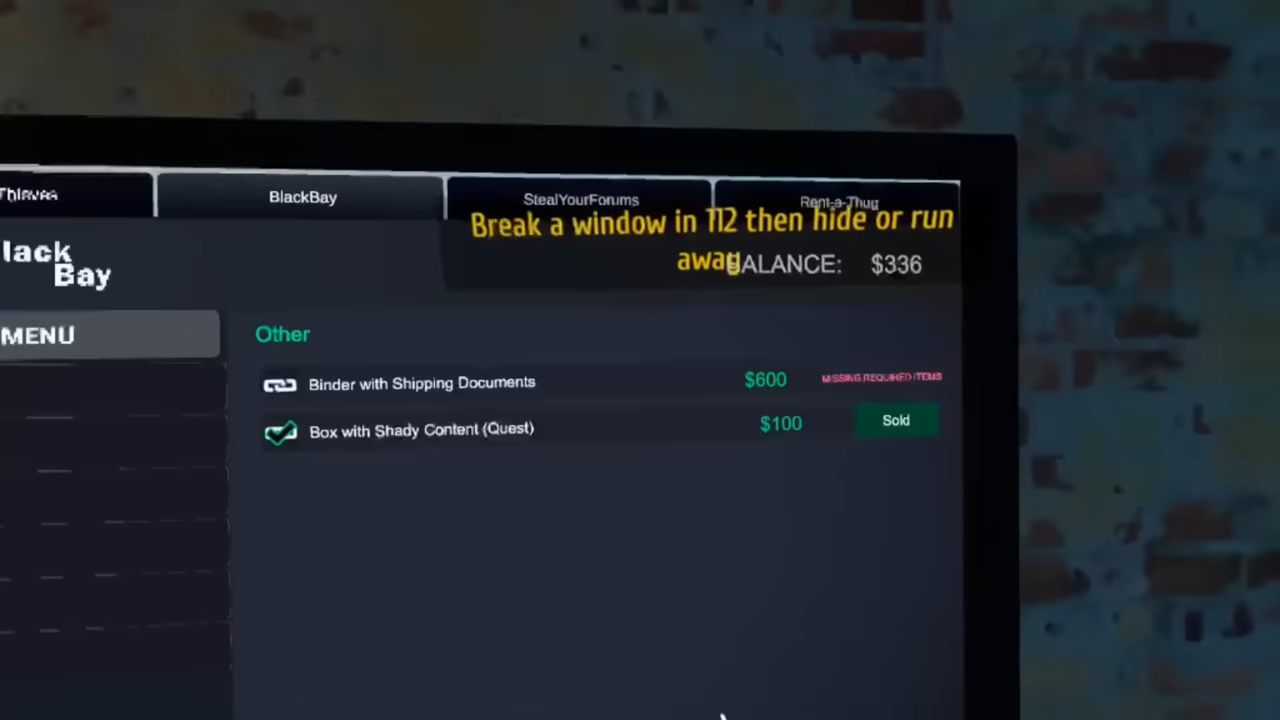 Thieves
BlackBay
StealYourForums
Rent-a-Thug
Break a window in 112 then hide or run
away
BALANCE: $336
lack
Bay
MENU
Other
Binder with Shipping Documents $600 MISSING REQUIRED ITEMS
Box with Shady Content (Quest) $100 Sold